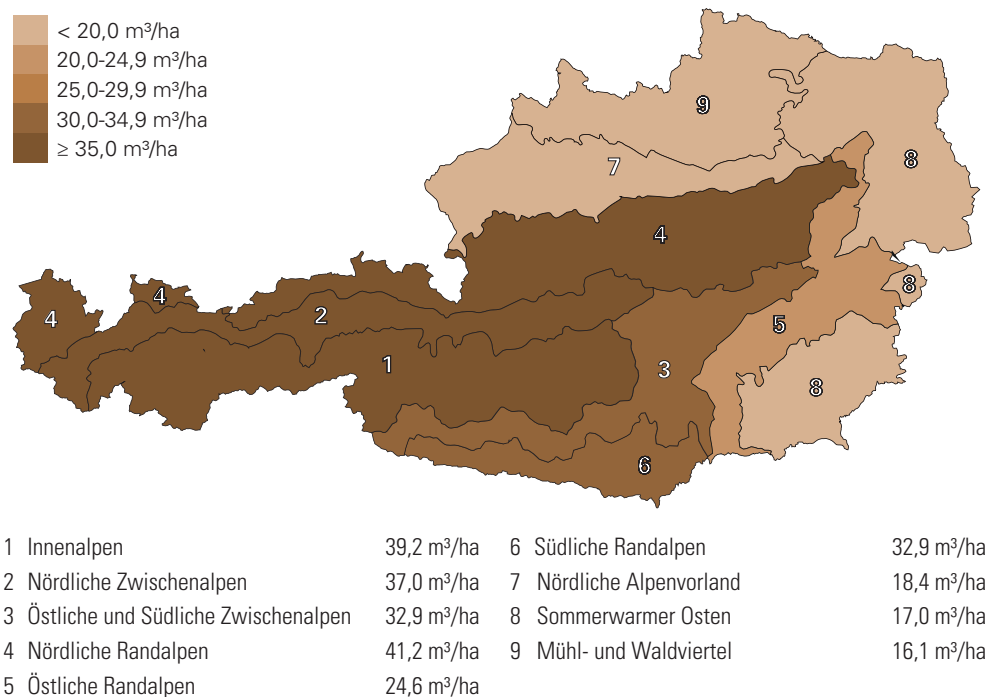 < 20,0 m³/ha
20,0-24,9 m³/ha
25,0-29,9 m³/ha
30,0-34,9 m³/ha
≥ 35,0 m³/ha
9
7
8
4
4
8
4
2
5
1
3
8
6
1 Innenalpen 39,2 m³/ha
2 Nördliche Zwischenalpen 37,0 m³/ha
3 Östliche und Südliche Zwischenalpen 32,9 m³/ha
4 Nördliche Randalpen 41,2 m³/ha
5 Östliche Randalpen 24,6 m³/ha
6 Südliche Randalpen 32,9 m³/ha
7 Nördliche Alpenvorland 18,4 m³/ha
8 Sommerwarmer Osten 17,0 m³/ha
9 Mühl- und Waldviertel 16,1 m³/ha